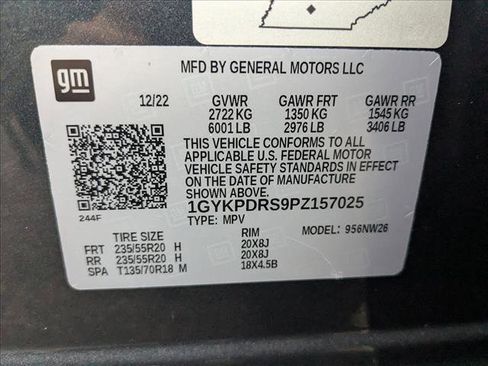 gm
MFD BY GENERAL MOTORS LLC
12/22 GVWR GAWR FRT GAWR RR
2722 KG 1350 KG 1545 KG
6001 LB 2976 LB 3406 LB
THIS VEHICLE CONFORMS TO ALL
APPLICABLE U.S. FEDERAL MOTOR
VEHICLE SAFETY STANDARDS IN EFFECT
ON THE DATE OF MANUFACTURE SHOWN ABOVE.
1GYKPDRS9PZ157025
TYPE: MPV MODEL: 956NW26
244F
TIRE SIZE RIM
FRT 235/55R20 H 20X8J
RR 235/55R20 H 20X8J
SPA T135/70R18 M 18X4.5B